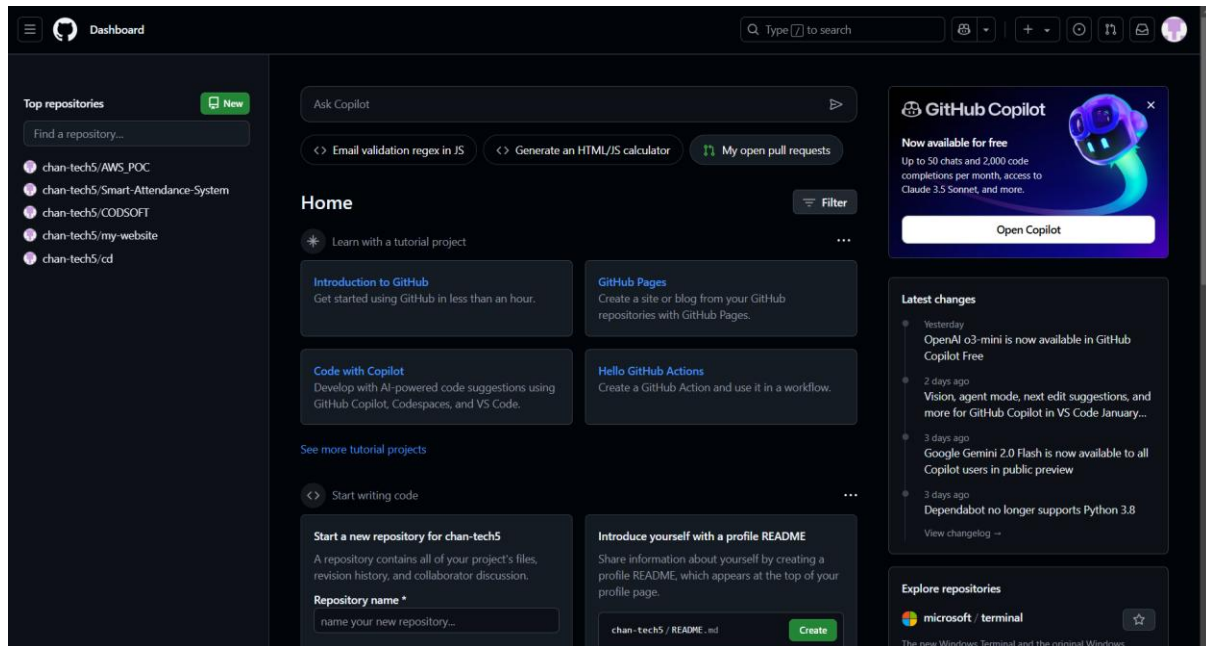 Dashboard
Type / to search
Top repositories
New
Find a repository...
chan-tech5/AWS_POC
chan-tech5/Smart-Attendance-System
chan-tech5/CODSOFT
chan-tech5/my-website
chan-tech5/cd
Ask Copilot
Email validation regex in JS
Generate an HTML/JS calculator
My open pull requests
Home
Filter
Learn with a tutorial project
Introduction to GitHub
Get started using GitHub in less than an hour.
GitHub Pages
Create a site or blog from your GitHub
repositories with GitHub Pages.
Code with Copilot
Develop with AI-powered code suggestions using
GitHub Copilot, Codespaces, and VS Code.
Hello GitHub Actions
Create a GitHub Action and use it in a workflow.
See more tutorial projects
Start writing code
Start a new repository for chan-tech5
A repository contains all of your project's files,
revision history, and collaborator discussion.
Repository name *
name your new repository...
Introduce yourself with a profile README
Share information about yourself by creating a
profile README, which appears at the top of your
profile page.
chan-tech5 / README.md
Create
GitHub Copilot
Now available for free
Up to 50 chats and 2,000 code
completions per month, access to
Claude 3.5 Sonnet, and more.
Open Copilot
Latest changes
Yesterday
OpenAI o3-mini is now available in GitHub
Copilot Free
2 days ago
Vision, agent mode, next edit suggestions, and
more for GitHub Copilot in VS Code January...
3 days ago
Google Gemini 2.0 Flash is now available to all
Copilot users in public preview
3 days ago
Dependabot no longer supports Python 3.8
View changelog →
Explore repositories
microsoft / terminal
The new Windows Terminal and the original Windows